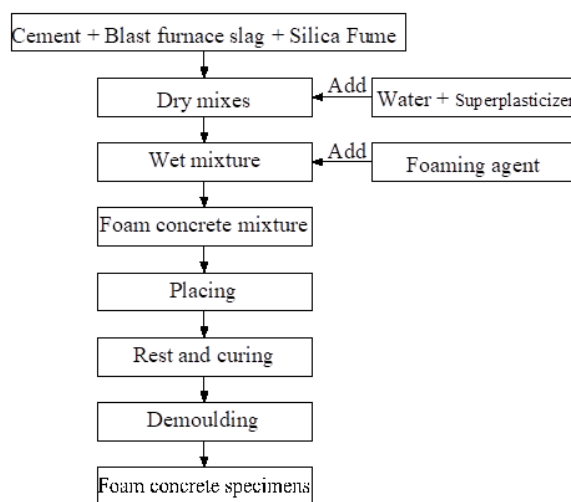 Cement + Blast furnace slag + Silica Fume
Dry mixes
Add
Water + Superplasticizer
Wet mixture
Add
Foaming agent
Foam concrete mixture
Placing
Rest and curing
Demoulding
Foam concrete specimens